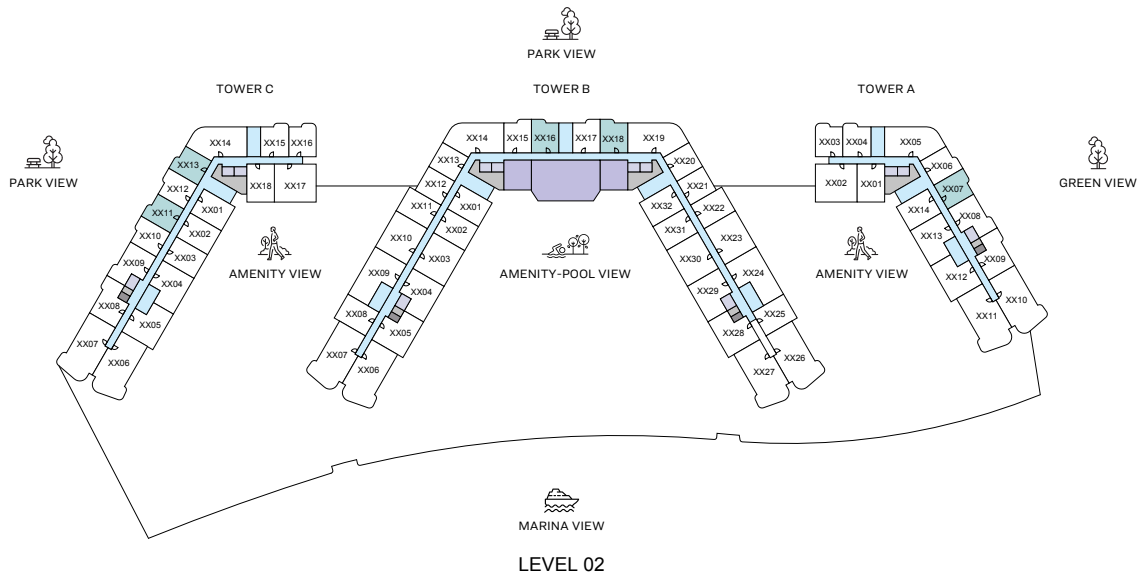 PARK VIEW
TOWER C
TOWER B
TOWER A
PARK VIEW
GREEN VIEW
AMENITY VIEW
AMENITY-POOL VIEW
AMENITY VIEW
MARINA VIEW
LEVEL 02
XX14
XX15
XX16
XX13
XX18
XX17
XX12
XX01
XX11
XX02
XX10
XX03
XX09
XX04
XX08
XX05
XX07
XX06
XX14
XX15
XX16
XX17
XX18
XX19
XX13
XX20
XX12
XX21
XX11
XX01
XX32
XX22
XX10
XX02
XX31
XX23
XX03
XX30
XX09
XX04
XX29
XX24
XX08
XX05
XX28
XX25
XX07
XX06
XX27
XX26
XX03
XX04
XX05
XX02
XX01
XX06
XX07
XX14
XX08
XX13
XX09
XX12
XX10
XX11